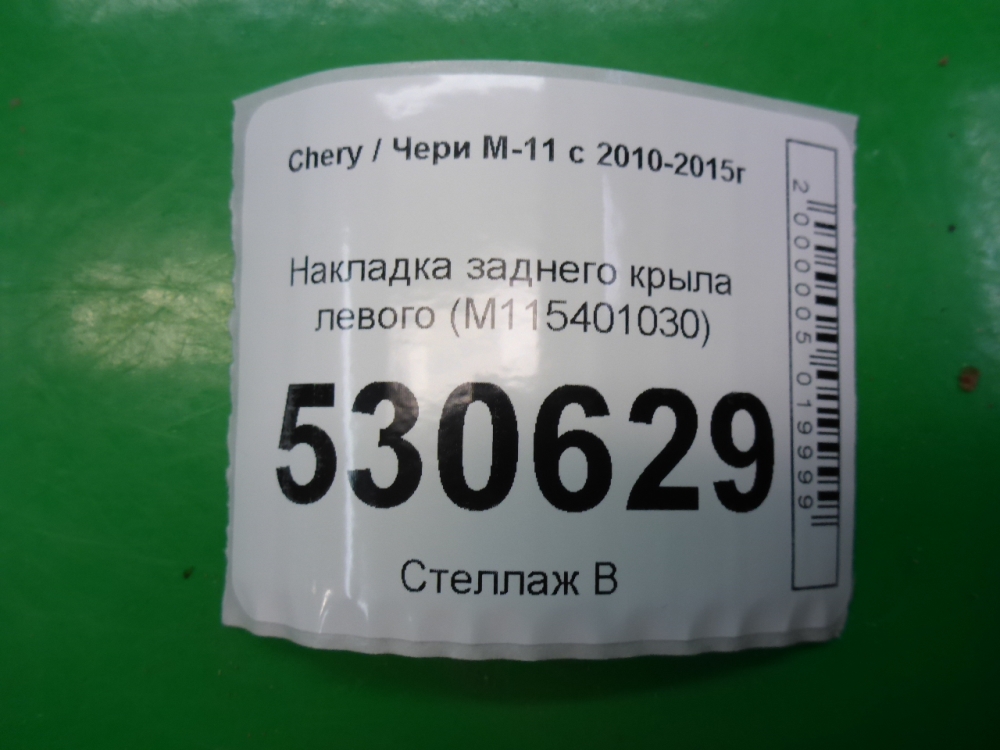 Chery / Чери М-11 с 2010-2015г
Накладка заднего крыла
левого (M115401030)
530629
Стеллаж В
2000005019999